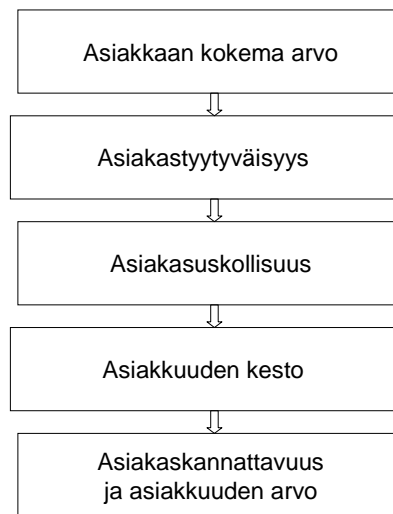 Asiakkaan kokema arvo
Asiakastyytyväisyys
Asiakasuskollisuus
Asiakkuuden kesto
Asiakaskannattavuus
ja asiakkuuden arvo